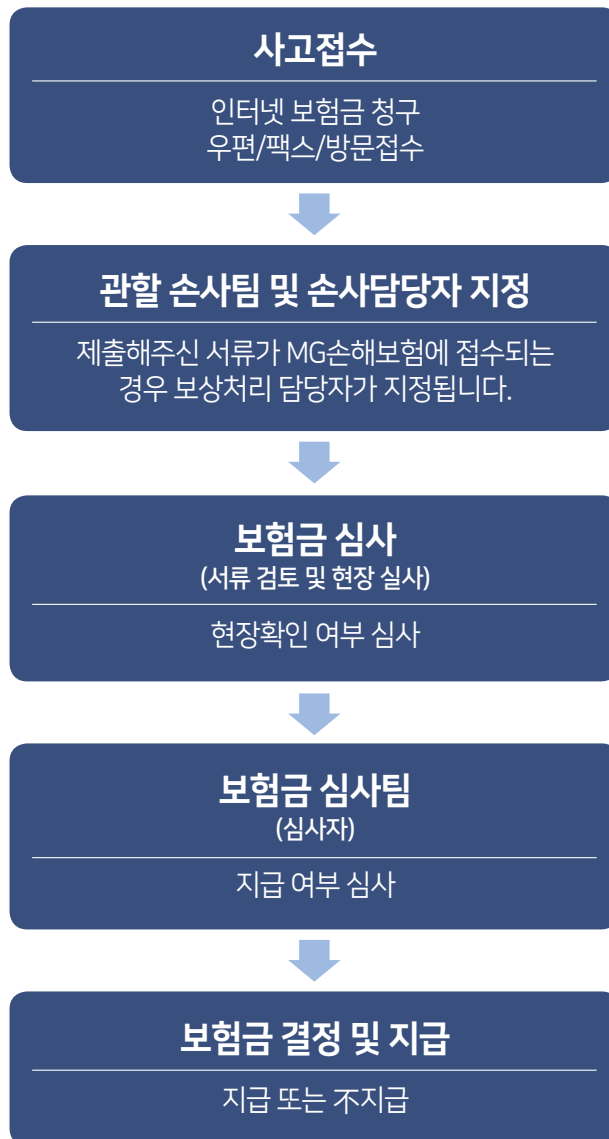 사고접수
인터넷 보험금 청구
우편/팩스/방문접수
관할 손사팀 및 손사담당자 지정
제출해주신 서류가 MG손해보험에 접수되는
경우 보상처리 담당자가 지정됩니다.
보험금 심사
(서류 검토 및 현장 실사)
현장확인 여부 심사
보험금 심사팀
(심사자)
지급 여부 심사
보험금 결정 및 지급
지급 또는 不지급